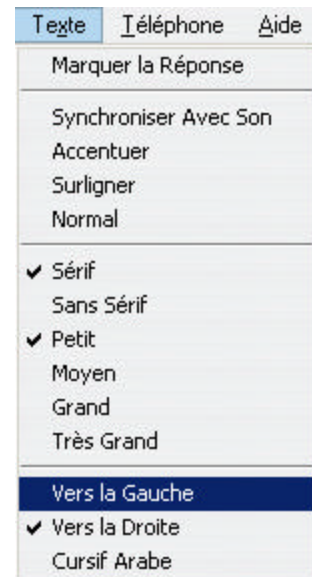 Texte Téléphone Aide
Marquer la Réponse
Synchroniser Avec Son
Accentuer
Surligner
Normal
✔ Sérif
Sans Sérif
✔ Petit
Moyen
Grand
Très Grand
Vers la Gauche
✔ Vers la Droite
Cursif Arabe